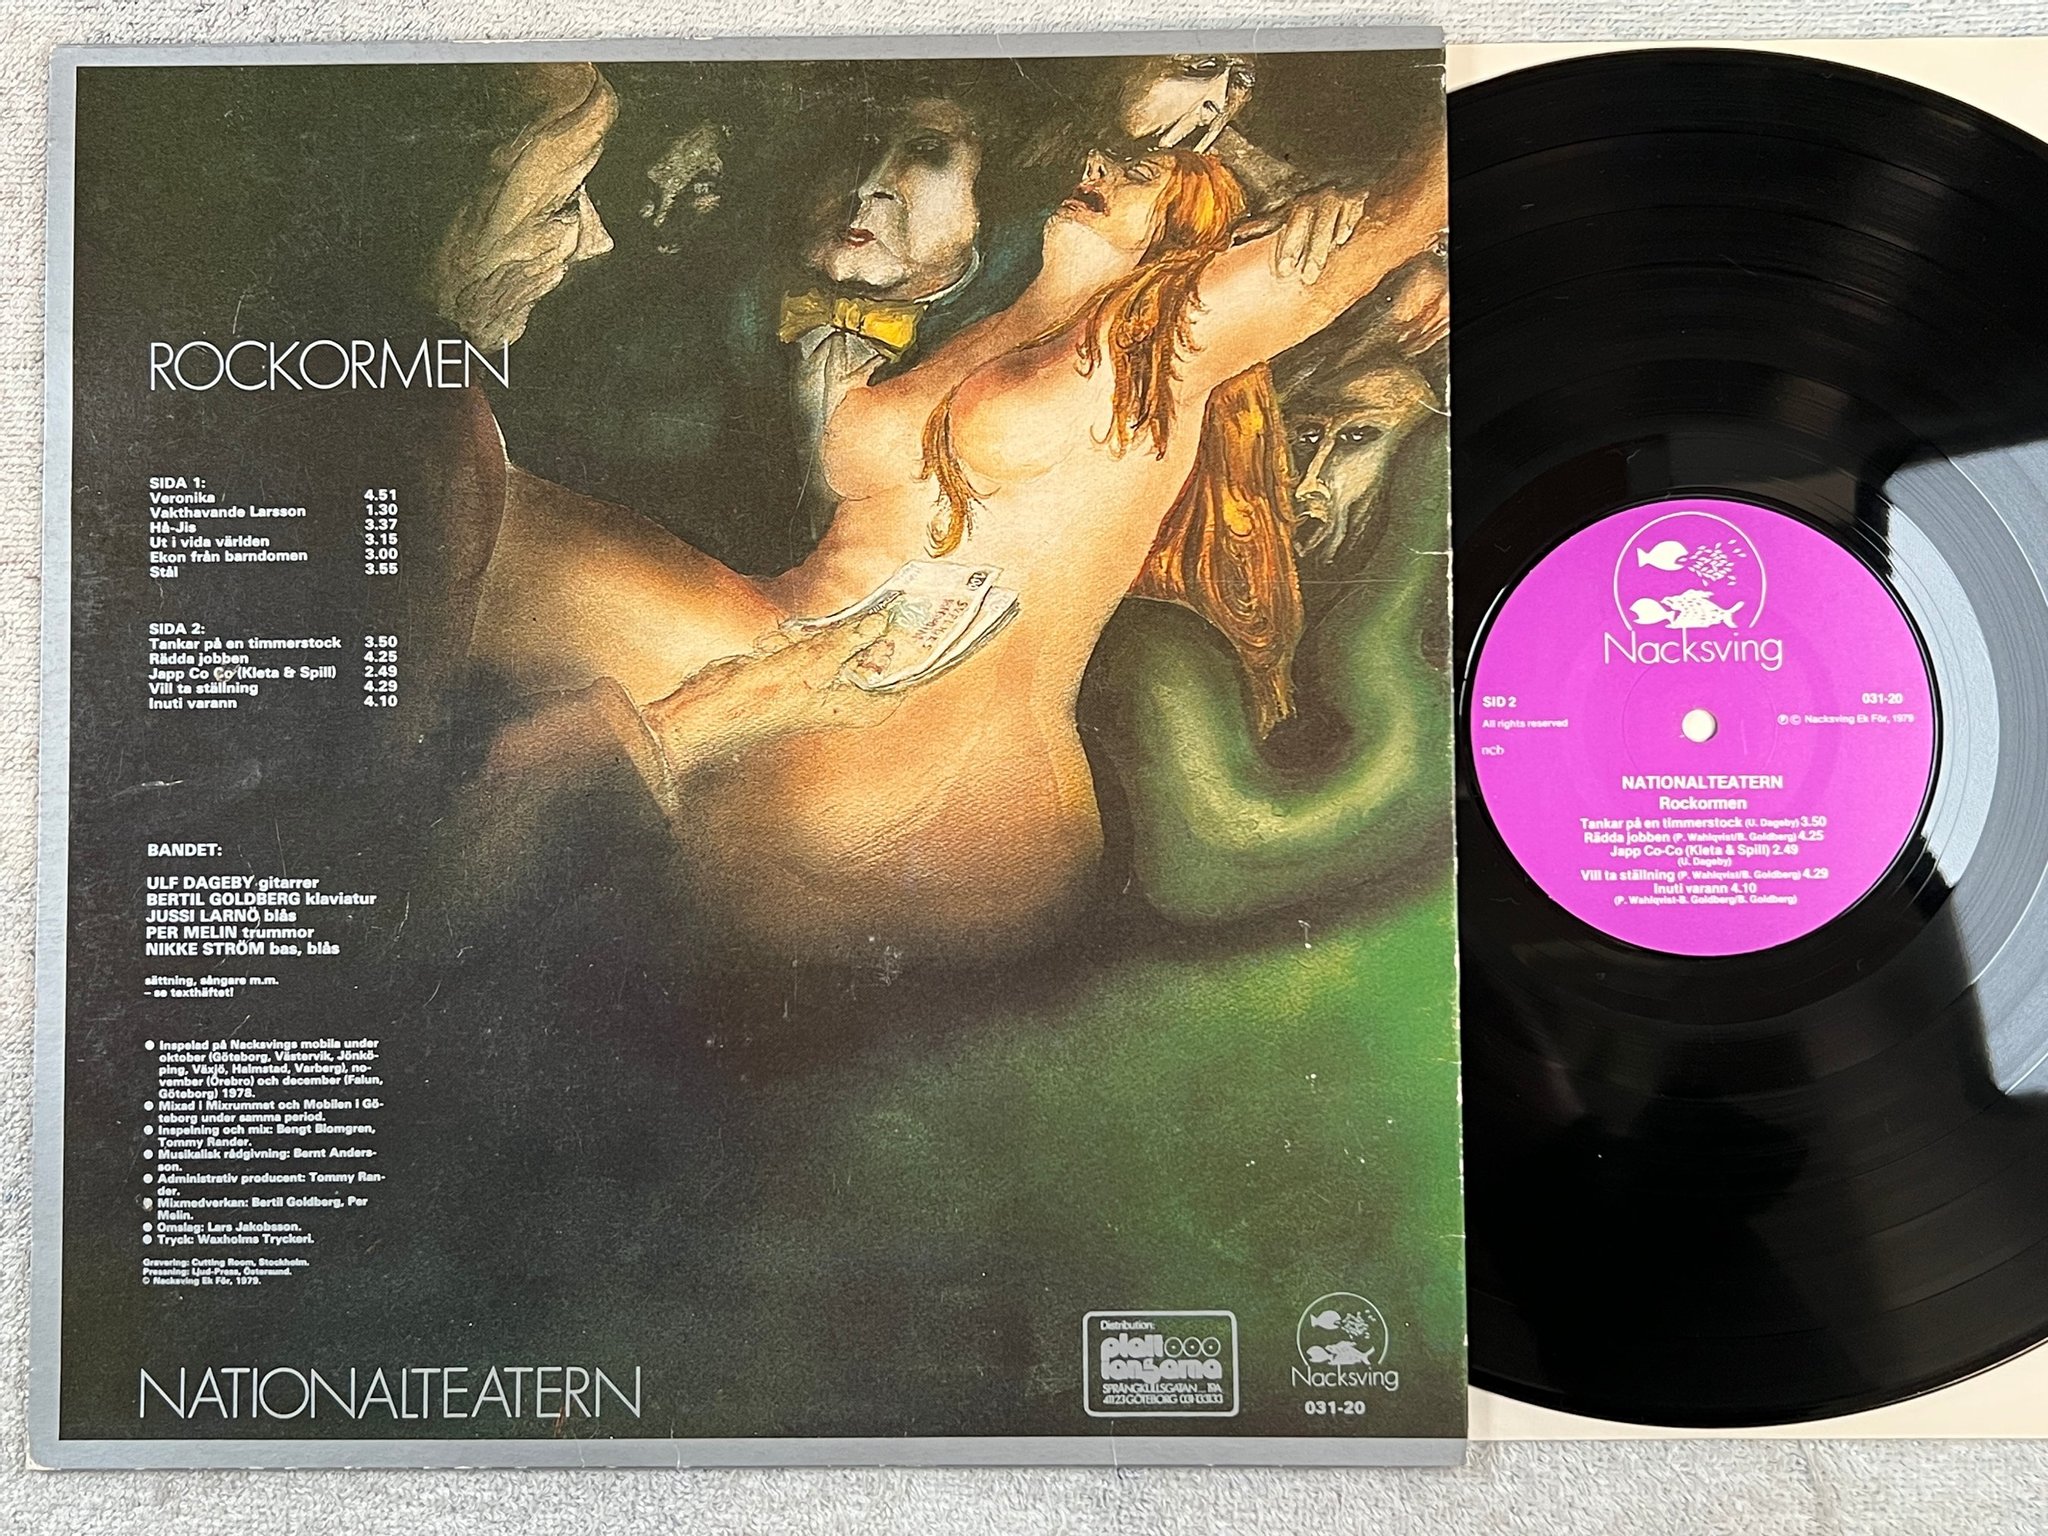 ROCKORMEN
SIDA 1:
Veronika 4.51
Vakthavande Larsson 1.30
Hå-Jis 3.37
Ut i vida världen 3.15
Ekon från barndomen 3.00
Stål 3.55
SIDA 2:
Tankar på en timmerstock 3.50
Rädda jobben 4.25
Japp Co Co (Kleta & Spill) 2.49
Vill ta ställning 4.29
Inuti varann 4.10
BANDET:
ULF DAGEBY gitarrer
BERTIL GOLDBERG klaviatur
JUSSI LARNÖ blås
PER MELIN trummor
NIKKE STRÖM bas, blås
sättning, sångare m.m.
– se texthäftet!
● Inspelad på Nacksvings mobila under
oktober (Göteborg, Västervik, Jönkö-
ping, Växjö, Halmstad, Varberg), no-
vember (Örebro) och december (Falun,
Göteborg) 1978.
● Mixad i Mixrummet och Mobilen i Gö-
teborg under samma period.
● Inspelning och mix: Bengt Blomgren,
Tommy Rander.
● Musikalisk rådgivning: Bernt Anders-
son.
● Administrativ producent: Tommy Ran-
der.
● Mixmedverkan: Bertil Goldberg, Per
Melin.
● Omslag: Lars Jakobsson.
● Tryck: Waxholms Tryckeri.
Gravering: Cutting Room, Stockholm.
Pressning: Ljud-Press, Östersund.
© Nacksving Ek För, 1979.
NATIONALTEATERN
Distribution:
plattlangarna
SPRÄNGKULLSGATAN 19A
41123 GÖTEBORG 031-133133
Nacksving
031-20
Nacksving
SID 2 031-20
All rights reserved ℗ © Nacksving Ek För, 1979
ncb
NATIONALTEATERN
Rockormen
Tankar på en timmerstock (U. Dageby) 3.50
Rädda jobben (P. Wahlqvist/B. Goldberg) 4.25
Japp Co-Co (Kleta & Spill) 2.49
(U. Dageby)
Vill ta ställning (P. Wahlqvist/B. Goldberg) 4.29
Inuti varann 4.10
(P. Wahlqvist-B. Goldberg/B. Goldberg)